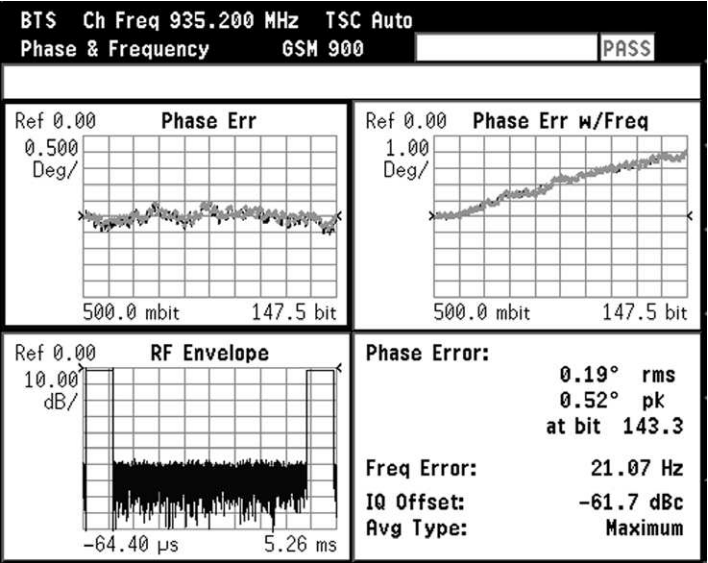 BTS Ch Freq 935.200 MHz TSC Auto
Phase & Frequency GSM 900 PASS
Ref 0.00 Phase Err
0.500
Deg/
500.0 mbit 147.5 bit
Ref 0.00 Phase Err w/Freq
1.00
Deg/
500.0 mbit 147.5 bit
Ref 0.00 RF Envelope
10.00
dB/
-64.40 µs 5.26 ms
Phase Error:
0.19° rms
0.52° pk
at bit 143.3
Freq Error: 21.07 Hz
IQ Offset: -61.7 dBc
Avg Type: Maximum